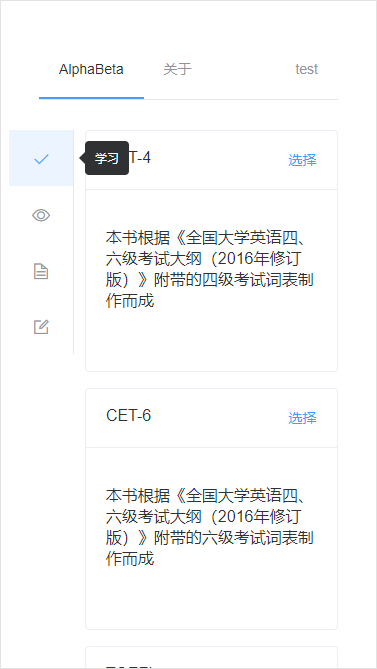 AlphaBeta 关于 test
学习
T-4 选择
本书根据《全国大学英语四、
六级考试大纲（2016年修订
版）》附带的四级考试词表制
作而成
CET-6 选择
本书根据《全国大学英语四、
六级考试大纲（2016年修订
版）》附带的六级考试词表制
作而成